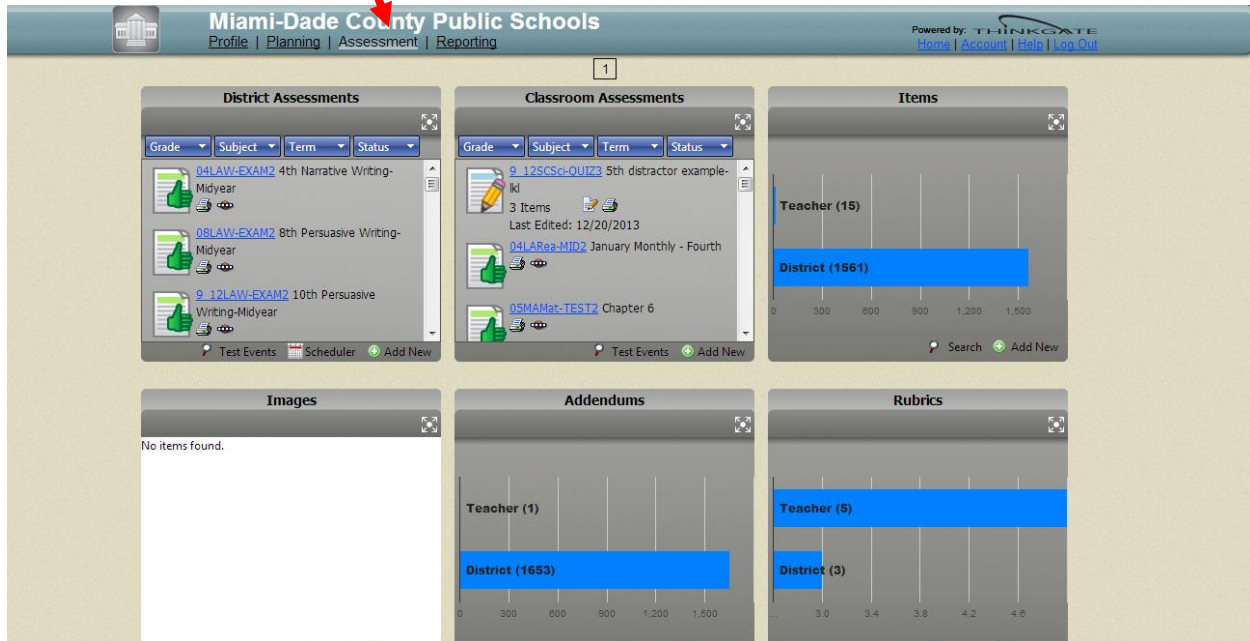 Miami-Dade County Public Schools
Profile | Planning | Assessment | Reporting
Powered by: THINKGATE
Home | Account | Help | Log Out
1
District Assessments
Grade Subject Term Status
04LAW-EXAM2 4th Narrative Writing-
Midyear
08LAW-EXAM2 8th Persuasive Writing-
Midyear
9_12LAW-EXAM2 10th Persuasive
Writing-Midyear
Test Events Scheduler Add New
Classroom Assessments
Grade Subject Term Status
9_12SCSci-QUIZ3 5th distractor example-
lkl
3 Items
Last Edited: 12/20/2013
04LARea-MID2 January Monthly - Fourth
05MAMat-TEST2 Chapter 6
Test Events Add New
Items
Teacher (15)
District (1561)
0 300 600 900 1,200 1,500
Search Add New
Images
No items found.
Addendums
Teacher (1)
District (1653)
0 300 600 900 1,200 1,500
Rubrics
Teacher (5)
District (3)
... 3.0 3.4 3.8 4.2 4.6